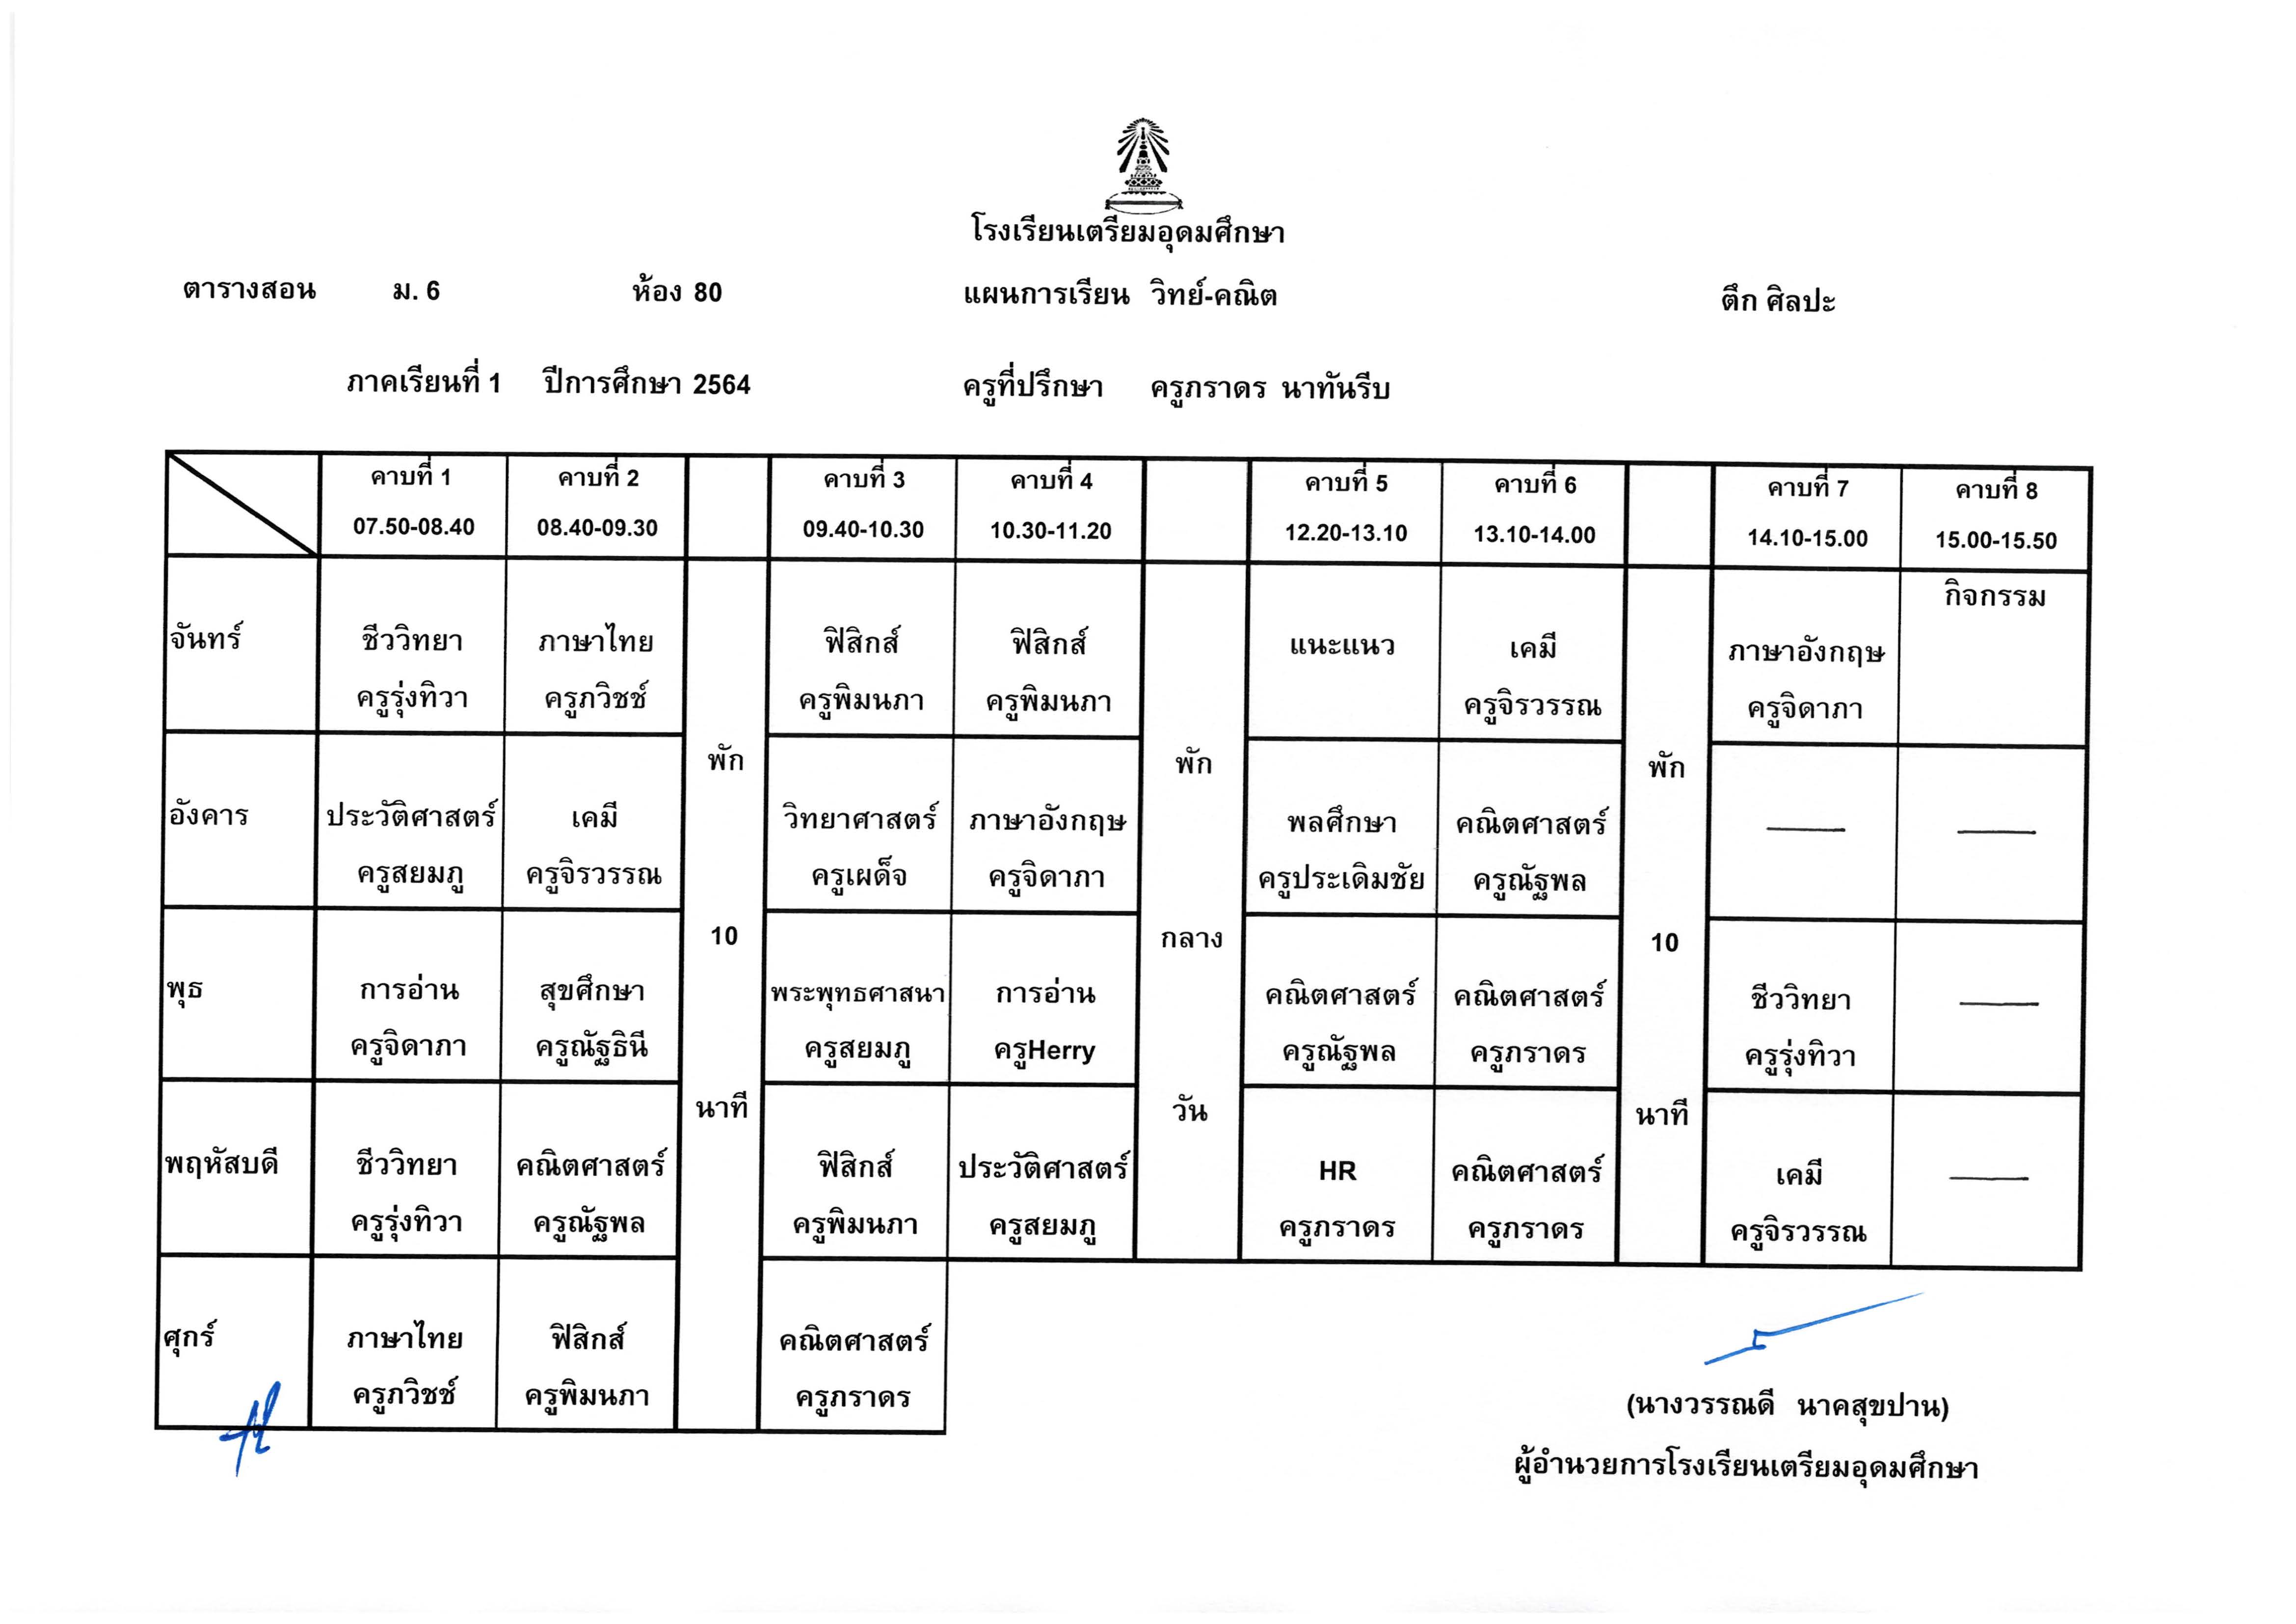 โรงเรียนเตรียมอุดมศึกษา
ตารางสอน ม. 6 ห้อง 80 แผนการเรียน วิทย์-คณิต ตึก ศิลปะ
ภาคเรียนที่ 1 ปีการศึกษา 2564 ครูที่ปรึกษา ครูภราดร นาทันรีบ
คาบที่ 1 คาบที่ 2 คาบที่ 3 คาบที่ 4 คาบที่ 5 คาบที่ 6 คาบที่ 7 คาบที่ 8
07.50-08.40 08.40-09.30 09.40-10.30 10.30-11.20 12.20-13.10 13.10-14.00 14.10-15.00 15.00-15.50
กิจกรรม
จันทร์ ชีววิทยา ภาษาไทย ฟิสิกส์ ฟิสิกส์ แนะแนว เคมี ภาษาอังกฤษ
ครูรุ่งทิวา ครูภวิชช์ ครูพิมนภา ครูพิมนภา ครูจิรวรรณ ครูจิดาภา
พัก พัก พัก
อังคาร ประวัติศาสตร์ เคมี วิทยาศาสตร์ ภาษาอังกฤษ พลศึกษา คณิตศาสตร์
ครูสยมภู ครูจิรวรรณ ครูเผด็จ ครูจิดาภา ครูประเดิมชัย ครูณัฐพล
10 กลาง 10
พุธ การอ่าน สุขศึกษา พระพุทธศาสนา การอ่าน คณิตศาสตร์ คณิตศาสตร์ ชีววิทยา
ครูจิดาภา ครูณัฐธินี ครูสยมภู ครูHerry ครูณัฐพล ครูภราดร ครูรุ่งทิวา
นาที วัน นาที
พฤหัสบดี ชีววิทยา คณิตศาสตร์ ฟิสิกส์ ประวัติศาสตร์ HR คณิตศาสตร์ เคมี
ครูรุ่งทิวา ครูณัฐพล ครูพิมนภา ครูสยมภู ครูภราดร ครูภราดร ครูจิรวรรณ
ศุกร์ ภาษาไทย ฟิสิกส์ คณิตศาสตร์
ครูภวิชช์ ครูพิมนภา ครูภราดร
(นางวรรณดี นาคสุขปาน)
ผู้อำนวยการโรงเรียนเตรียมอุดมศึกษา